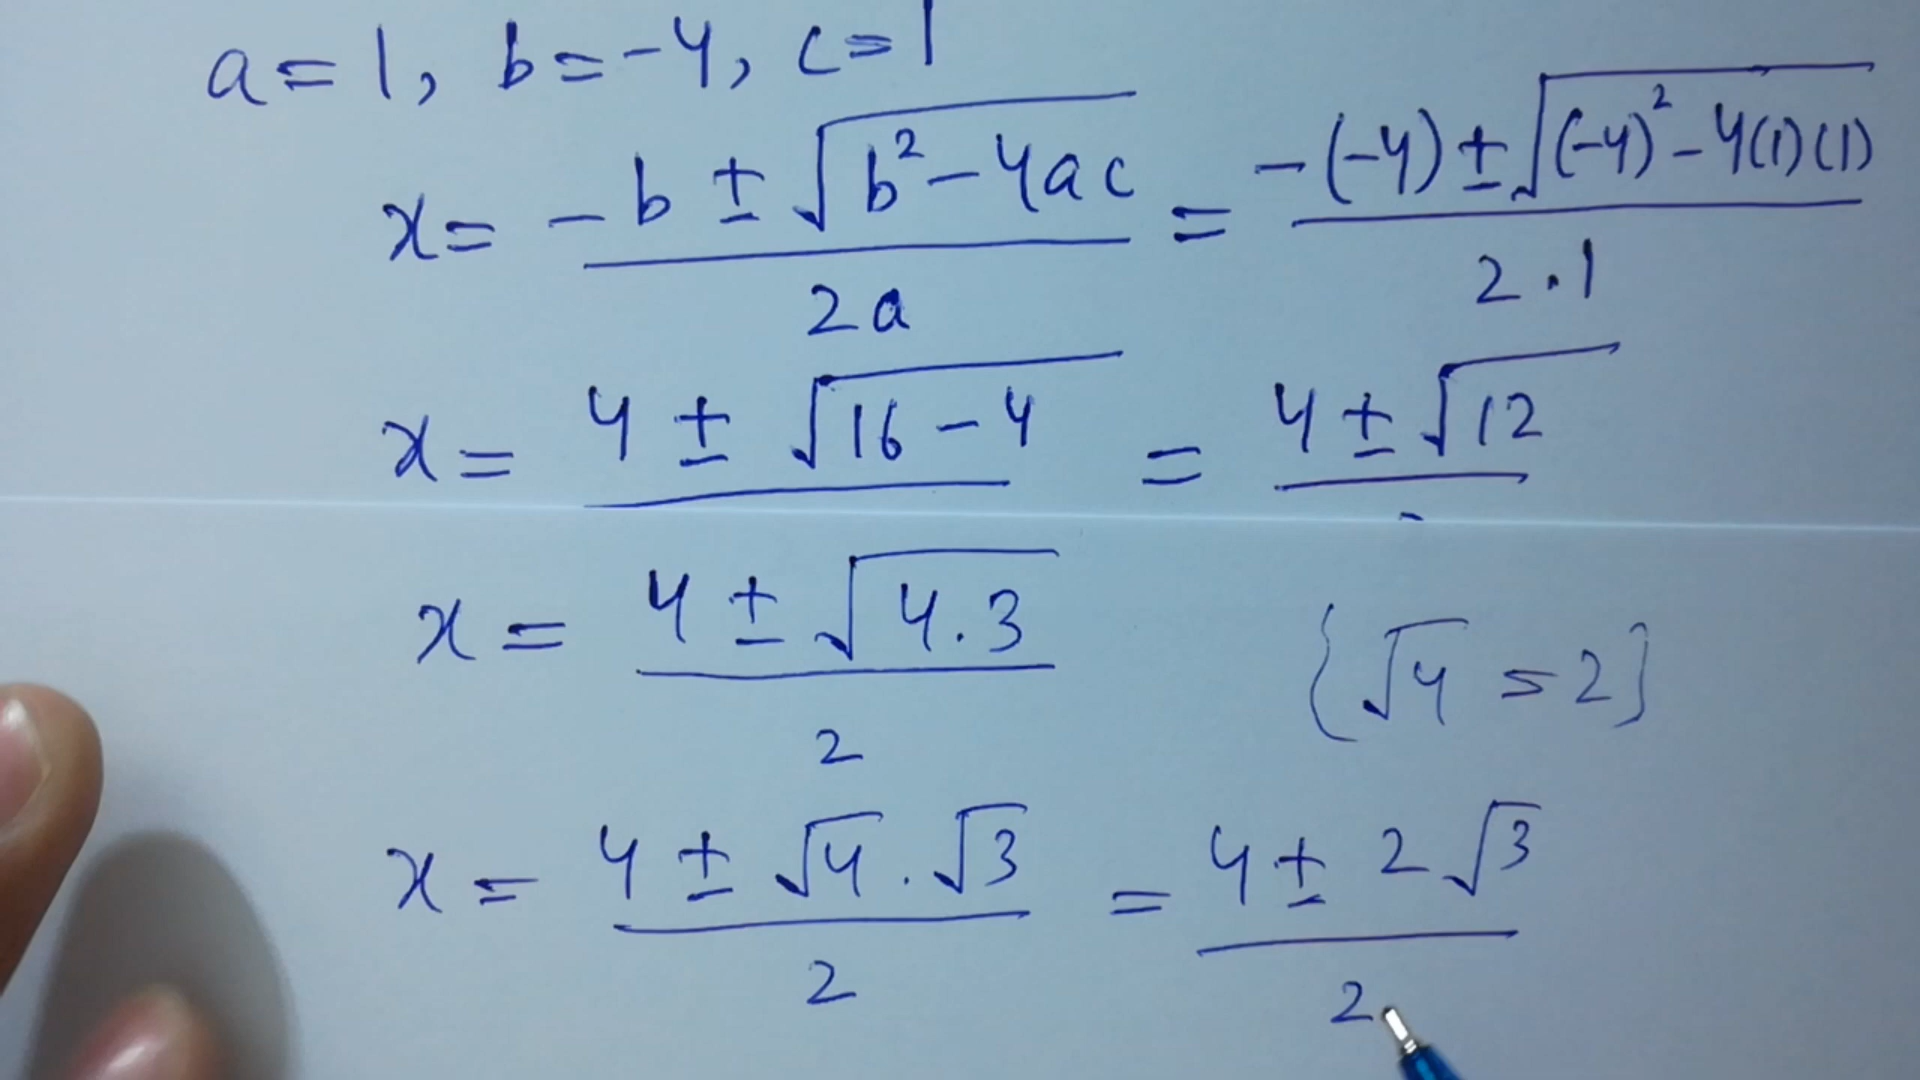 a = 1, b = -4, c = 1
x = -b ± √(b² - 4ac) / 2a = -(-4) ± √((-4)² - 4(1)(1)) / 2·1
x = 4 ± √(16 - 4) = 4 ± √12
x = 4 ± √(4.3) / 2 {√4 = 2}
x = 4 ± √4 . √3 / 2 = 4 ± 2√3 / 2